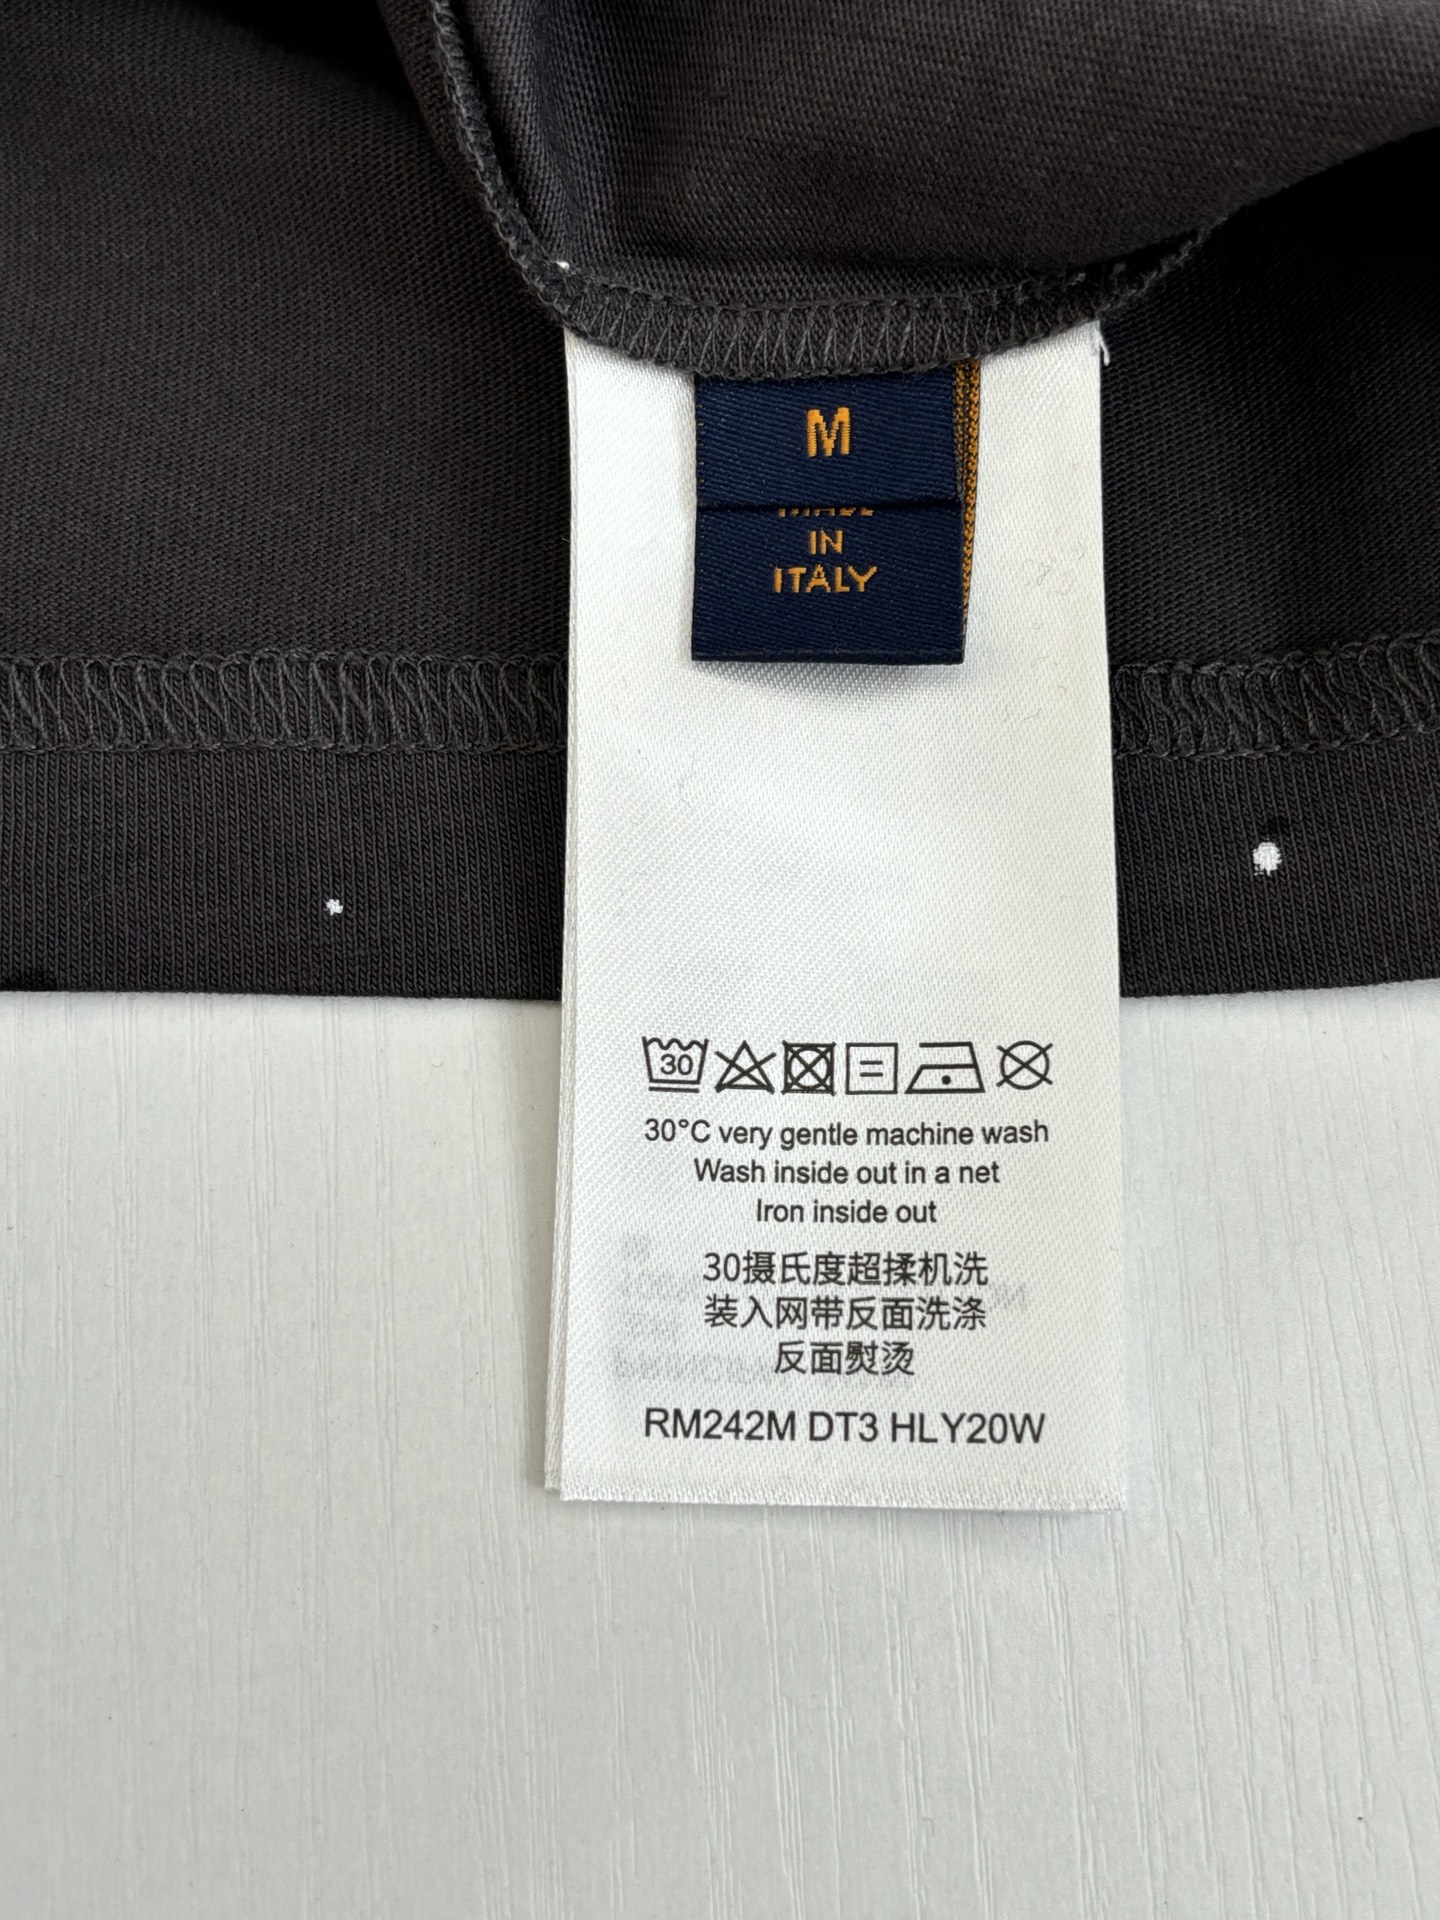 M
MADE
IN
ITALY
30
30°C very gentle machine wash
Wash inside out in a net
Iron inside out
30摄氏度超揉机洗
装入网带反面洗涤
反面熨烫
RM242M DT3 HLY20W